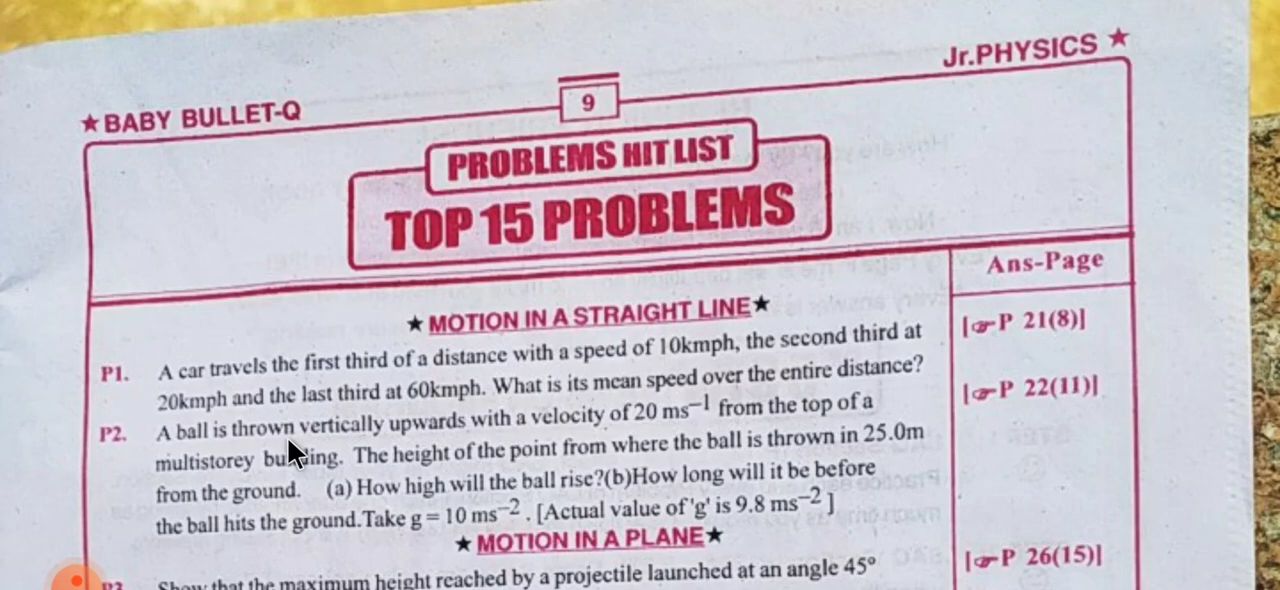 ★ BABY BULLET-Q
9
Jr.PHYSICS ★
PROBLEMS HIT LIST
TOP 15 PROBLEMS
Ans-Page
★ MOTION IN A STRAIGHT LINE ★
P1. A car travels the first third of a distance with a speed of 10kmph, the second third at [☞P 21(8)]
20kmph and the last third at 60kmph. What is its mean speed over the entire distance?
P2. A ball is thrown vertically upwards with a velocity of 20 ms⁻¹ from the top of a [☞P 22(11)]
multistorey The height of the point from where the ball is thrown in 25.0m
from the ground. (a) How high will the ball rise?(b)How long will it be before
the ball hits the ground.Take g = 10 ms⁻². [Actual value of 'g' is 9.8 ms⁻²]
★ MOTION IN A PLANE ★
Show that the maximum height reached by a projectile launched at an angle 45° [☞P 26(15)]